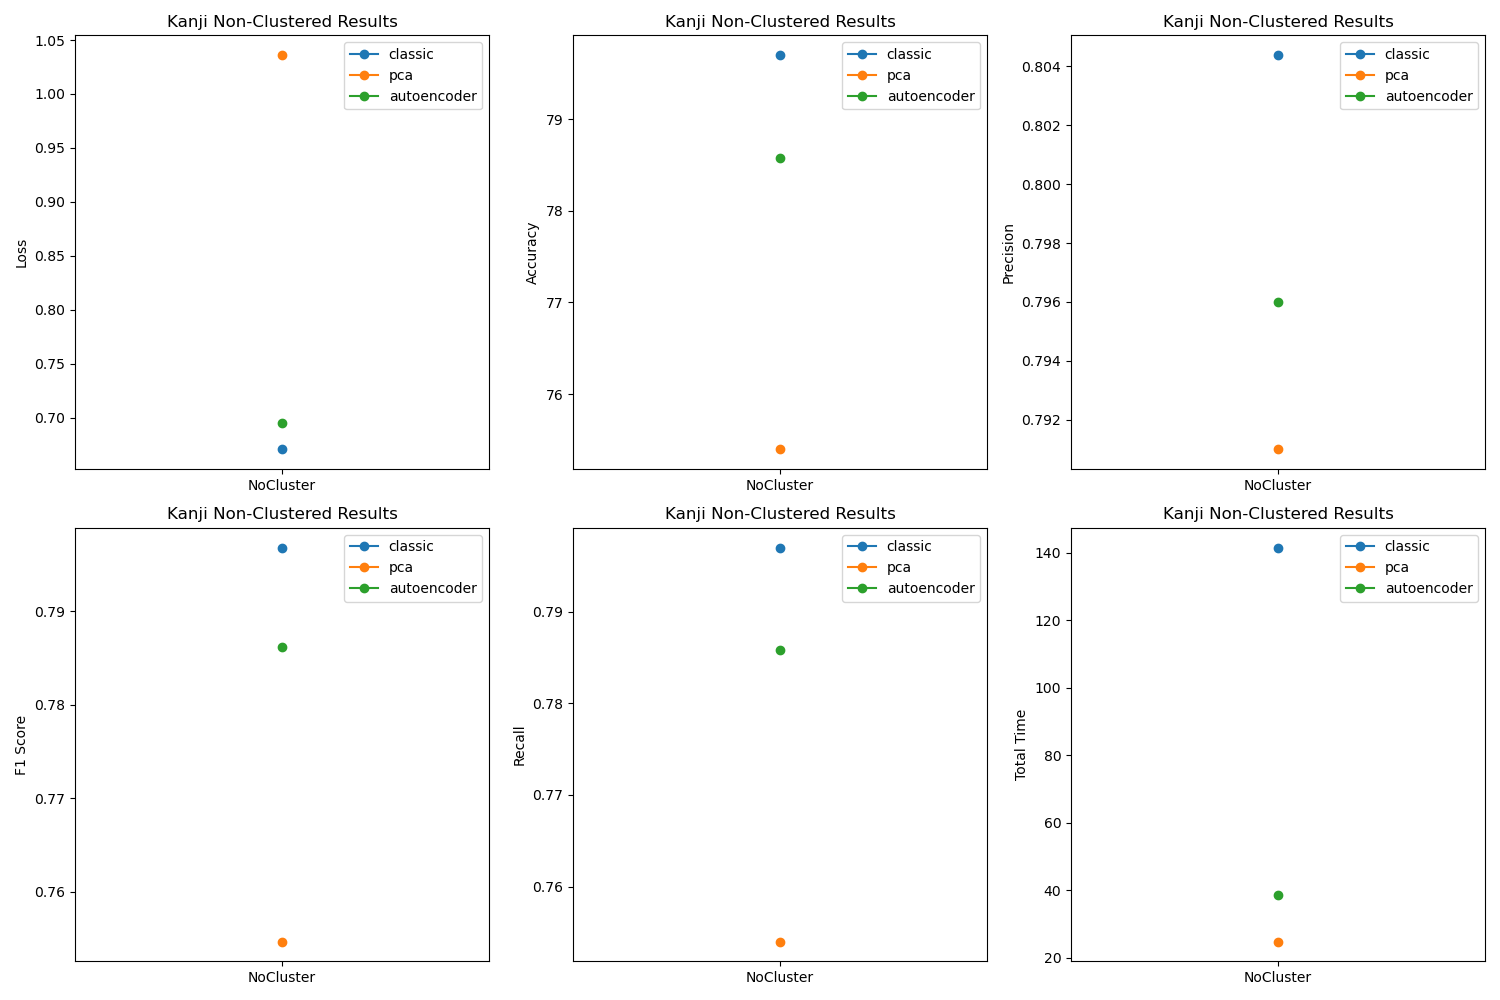 Kanji Non-Clustered Results
1.05
1.00
0.95
0.90
0.85
0.80
0.75
0.70
Loss
classic
pca
autoencoder
NoCluster
Kanji Non-Clustered Results
79
78
77
76
Accuracy
classic
pca
autoencoder
NoCluster
Kanji Non-Clustered Results
0.804
0.802
0.800
0.798
0.796
0.794
0.792
Precision
classic
pca
autoencoder
NoCluster
Kanji Non-Clustered Results
0.79
0.78
0.77
0.76
F1 Score
classic
pca
autoencoder
NoCluster
Kanji Non-Clustered Results
0.79
0.78
0.77
0.76
Recall
classic
pca
autoencoder
NoCluster
Kanji Non-Clustered Results
140
120
100
80
60
40
20
Total Time
classic
pca
autoencoder
NoCluster